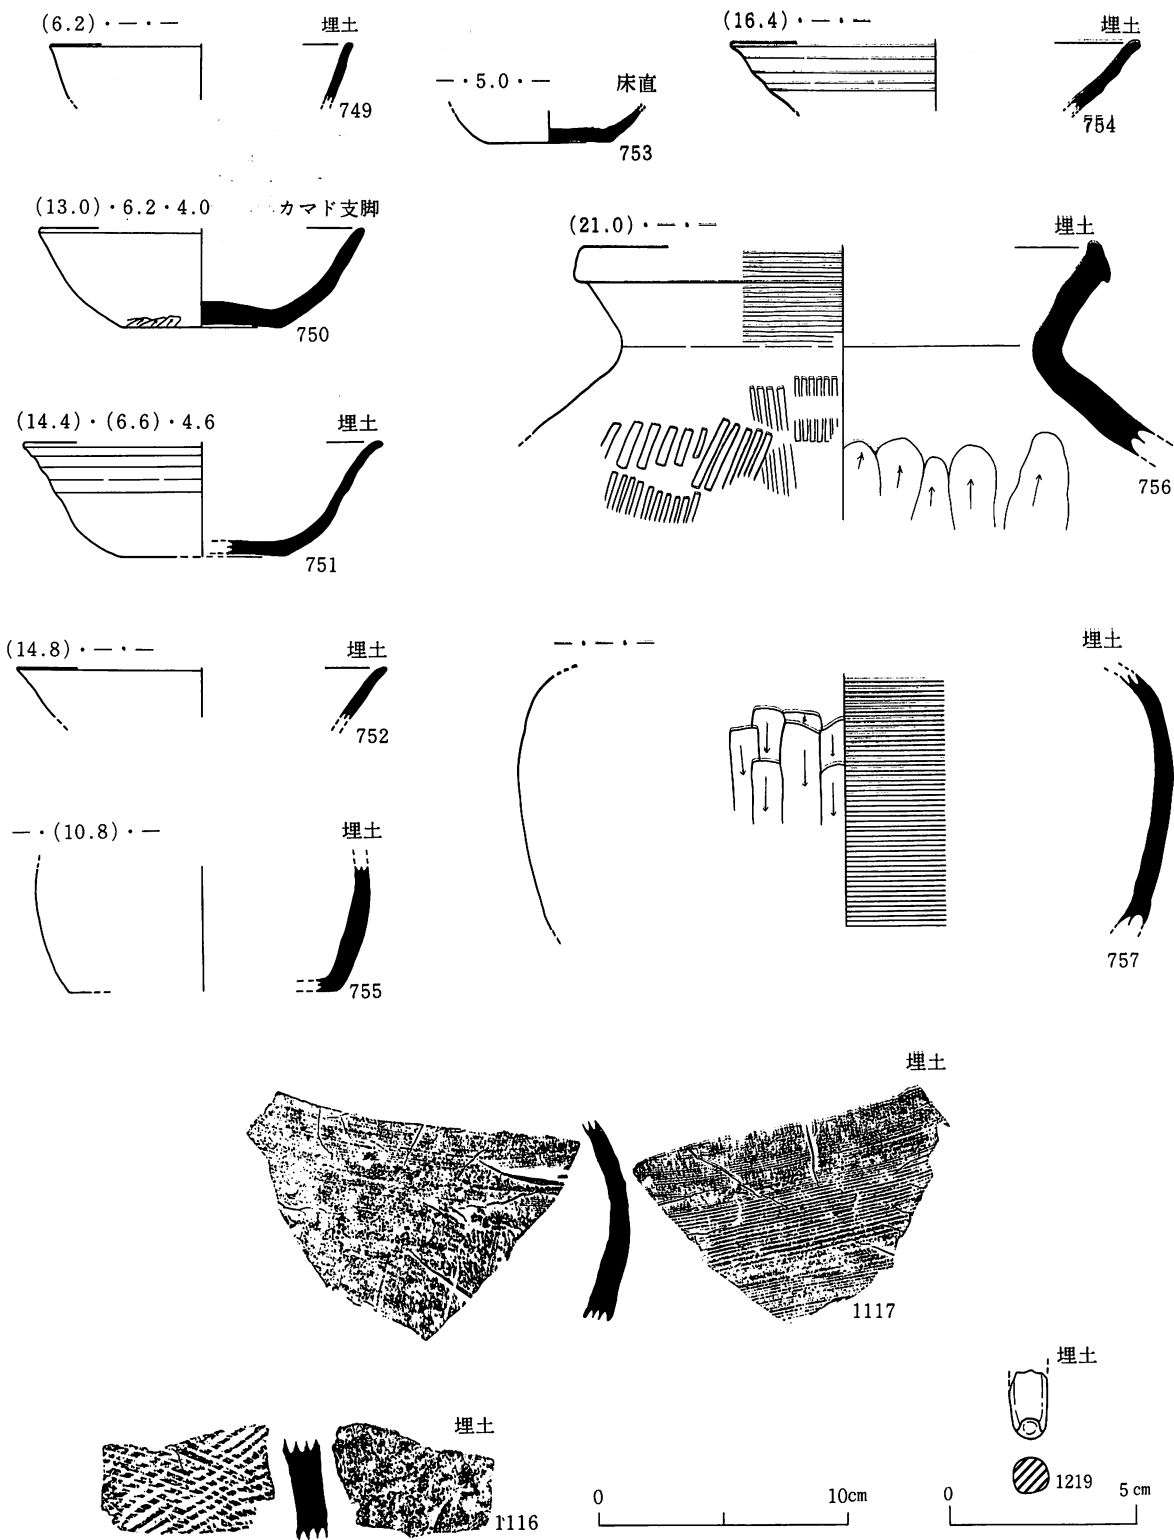 (6.2)・—・—
埋土
749
—・5.0・—
床直
753
(16.4)・—・—
埋土
754
(13.0)・6.2・4.0
カマド支脚
750
(21.0)・—・—
埋土
756
(14.4)・(6.6)・4.6
埋土
751
(14.8)・—・—
埋土
752
—・—・—
埋土
757
—・(10.8)・—
埋土
755
埋土
1117
埋土
1116
埋土
1219
0 10cm
0 5cm